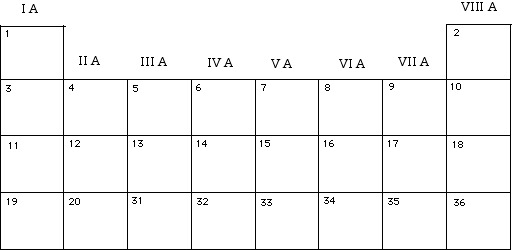 I A VIII A
1 2
II A III A IV A V A VI A VII A
3 4 5 6 7 8 9 10
11 12 13 14 15 16 17 18
19 20 31 32 33 34 35 36